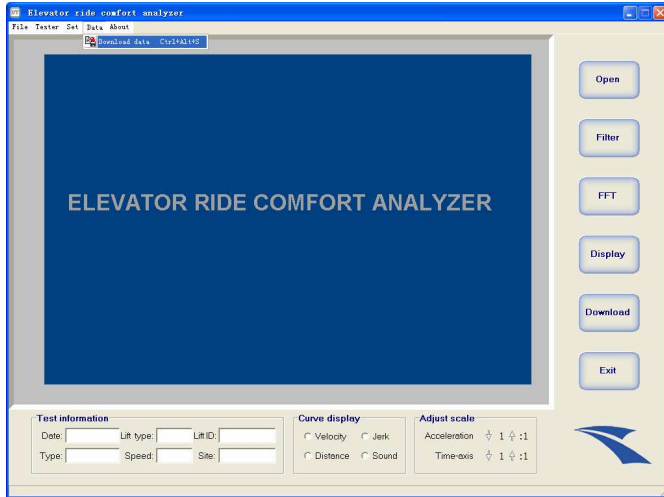 Elevator ride comfort analyzer
File Tester Set Data About
Download data Ctrl+Alt+S
ELEVATOR RIDE COMFORT ANALYZER
Open
Filter
FFT
Display
Download
Exit
Test information
Date: Lift type: Lift ID:
Type: Speed: Site:
Curve display
Velocity Jerk
Distance Sound
Adjust scale
Acceleration 1 :1
Time-axis 1 :1